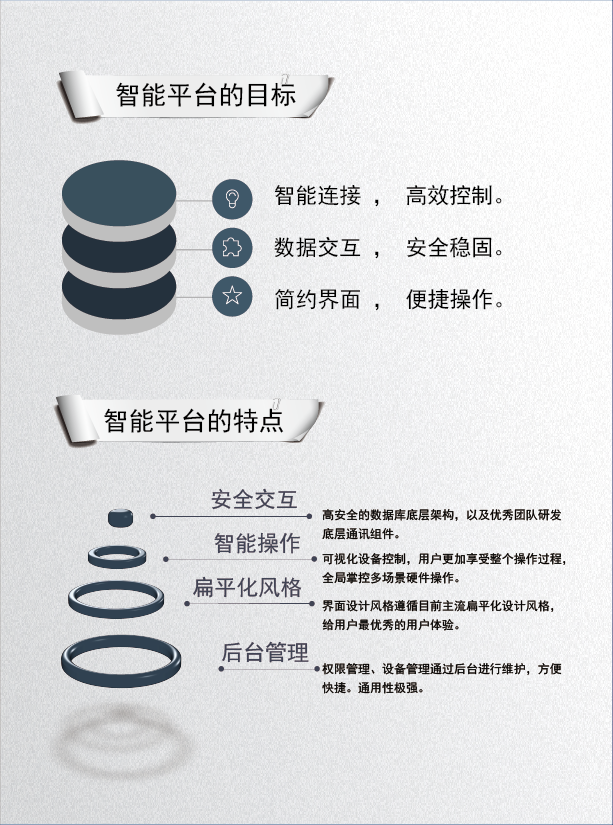 智能平台的目标
智能连接 ， 高效控制。
数据交互 ， 安全稳固。
简约界面 ， 便捷操作。
智能平台的特点
安全交互
高安全的数据库底层架构，以及优秀团队研发
底层通讯组件。
智能操作
可视化设备控制，用户更加享受整个操作过程，
全局掌控多场景硬件操作。
扁平化风格
界面设计风格遵循目前主流扁平化设计风格，
给用户最优秀的用户体验。
后台管理
权限管理、设备管理通过后台进行维护，方便
快捷。通用性极强。